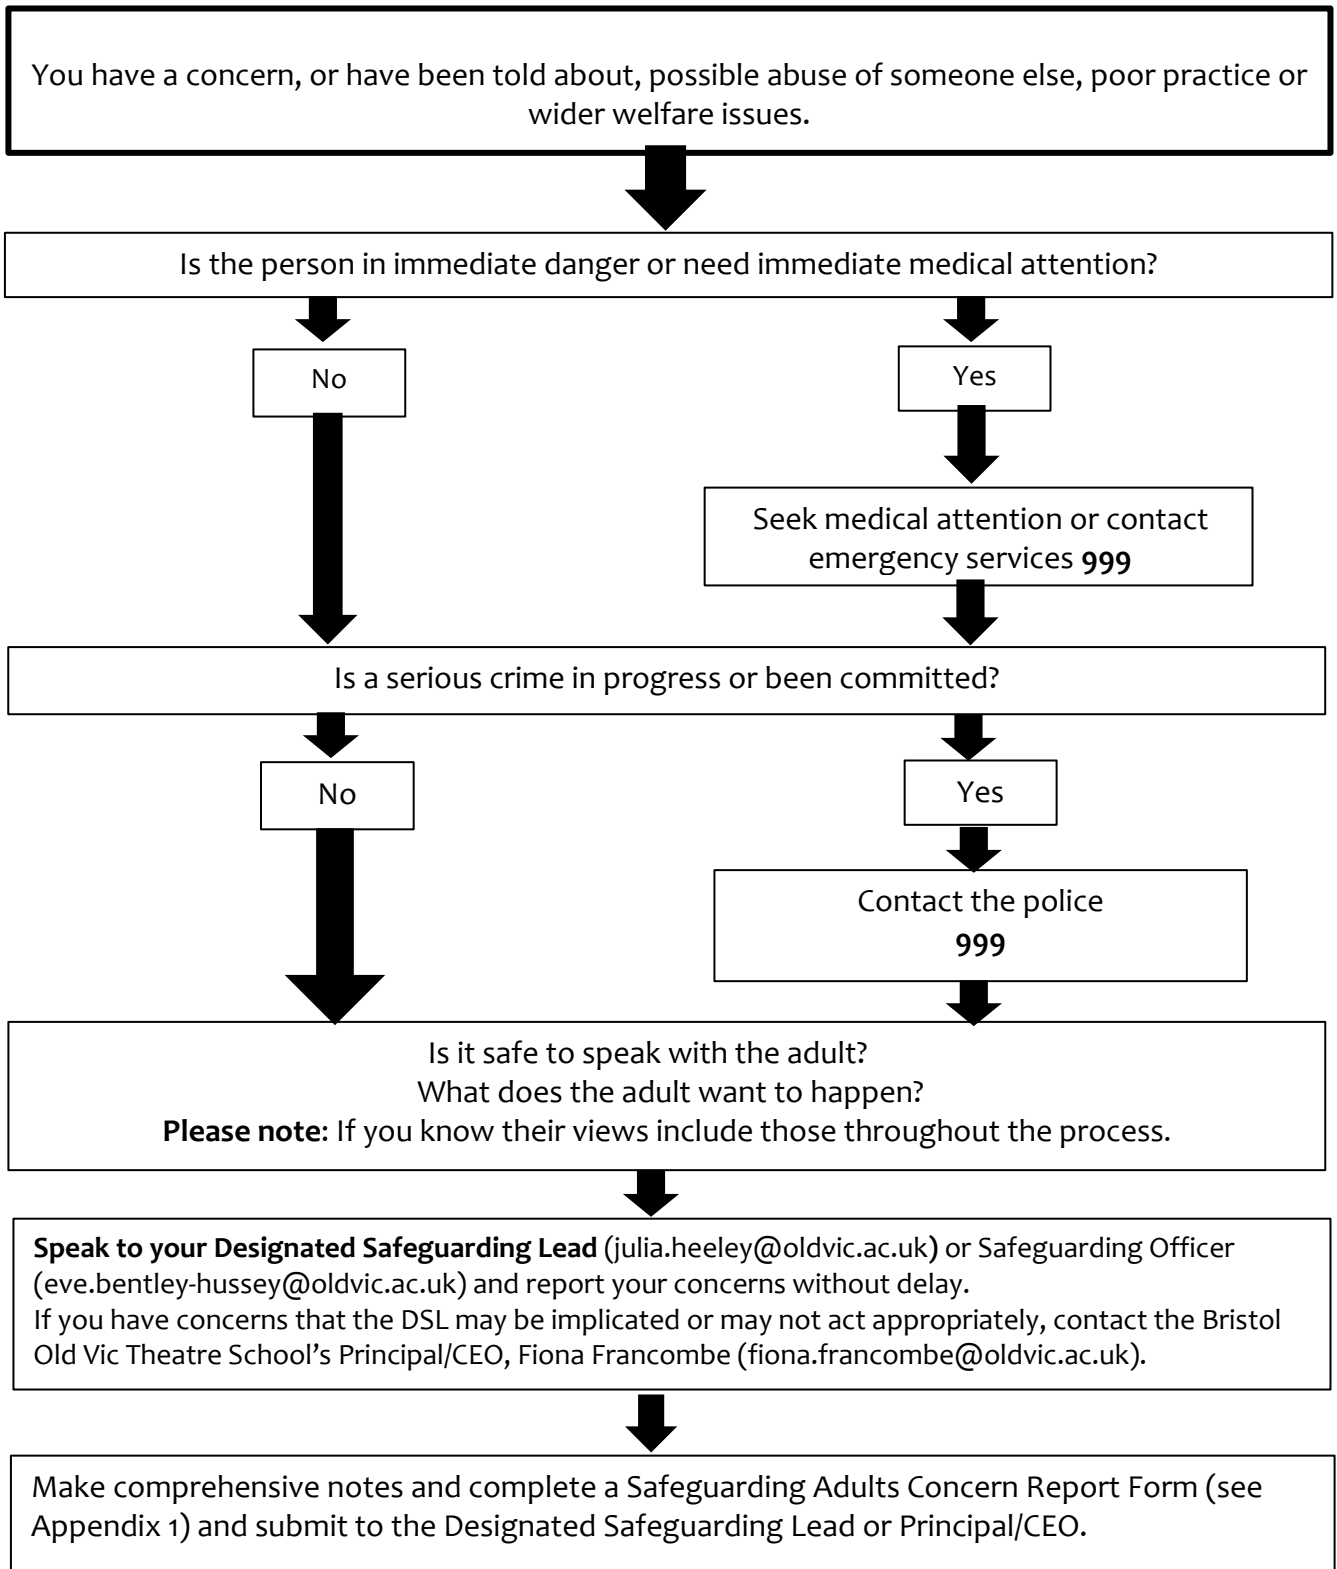 You have a concern, or have been told about, possible abuse of someone else, poor practice or
wider welfare issues.
Is the person in immediate danger or need immediate medical attention?
No
Yes
Seek medical attention or contact
emergency services 999
Is a serious crime in progress or been committed?
No
Yes
Contact the police
999
Is it safe to speak with the adult?
What does the adult want to happen?
Please note: If you know their views include those throughout the process.
Speak to your Designated Safeguarding Lead (julia.heeley@oldvic.ac.uk) or Safeguarding Officer
(eve.bentley-hussey@oldvic.ac.uk) and report your concerns without delay.
If you have concerns that the DSL may be implicated or may not act appropriately, contact the Bristol
Old Vic Theatre School's Principal/CEO, Fiona Francombe (fiona.francombe@oldvic.ac.uk).
Make comprehensive notes and complete a Safeguarding Adults Concern Report Form (see
Appendix 1) and submit to the Designated Safeguarding Lead or Principal/CEO.